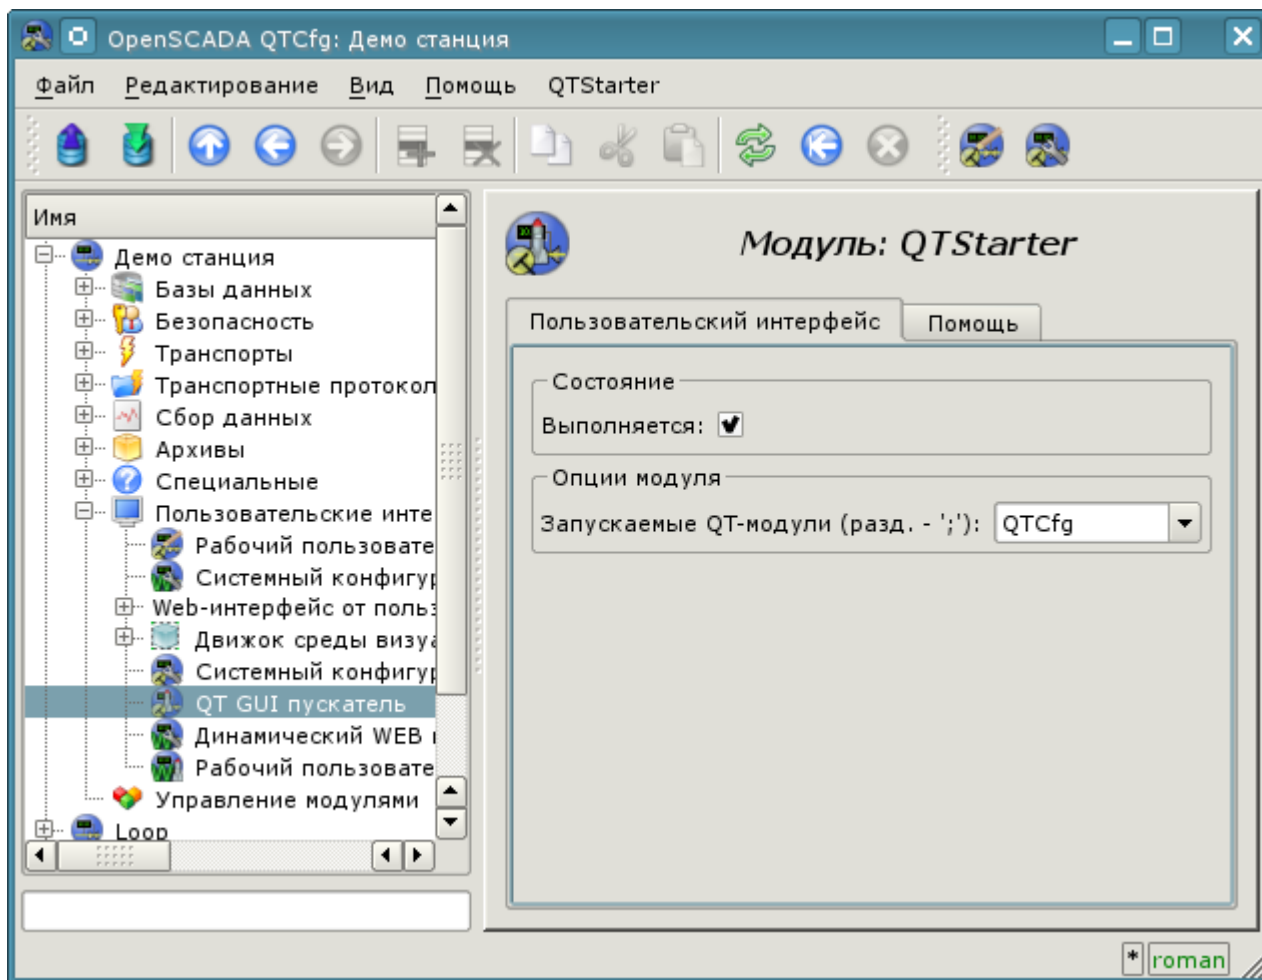 OpenSCADA QTCfg: Демо станция
Файл Редактирование Вид Помощь QTStarter
Имя
Демо станция
Базы данных
Безопасность
Транспорты
Транспортные протокол
Сбор данных
Архивы
Специальные
Пользовательские инте
Рабочий пользовате
Системный конфигур
Web-интерфейс от польз
Движок среды визуа
Системный конфигур
QT GUI пускатель
Динамический WEB
Рабочий пользовате
Управление модулями
Loop
Модуль: QTStarter
Пользовательский интерфейс Помощь
Состояние
Выполняется:
Опции модуля
Запускаемые QT-модули (разд. - ';'): QTCfg
* roman